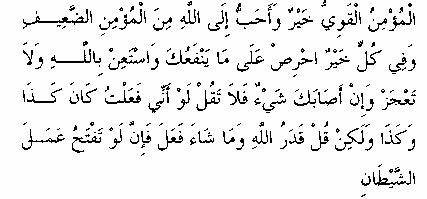 الْمُؤْمِنُ الْقَوِيُّ خَيْرٌ وَأَحَبُّ إِلَى اللَّهِ مِنَ الْمُؤْمِنِ الضَّعِيفِ
وَفِي كُلٍّ خَيْرٌ احْرِصْ عَلَى مَا يَنْفَعُكَ وَاسْتَعِنْ بِاللَّهِ وَلَا
تَعْجَزْ وَإِنْ أَصَابَكَ شَيْءٌ فَلَا تَقُلْ لَوْ أَنِّي فَعَلْتُ كَانَ كَذَا
وَكَذَا وَلَكِنْ قُلْ قَدَرُ اللَّهِ وَمَا شَاءَ فَعَلَ فَإِنَّ لَوْ تَفْتَحُ عَمَلَ
الشَّيْطَانِ